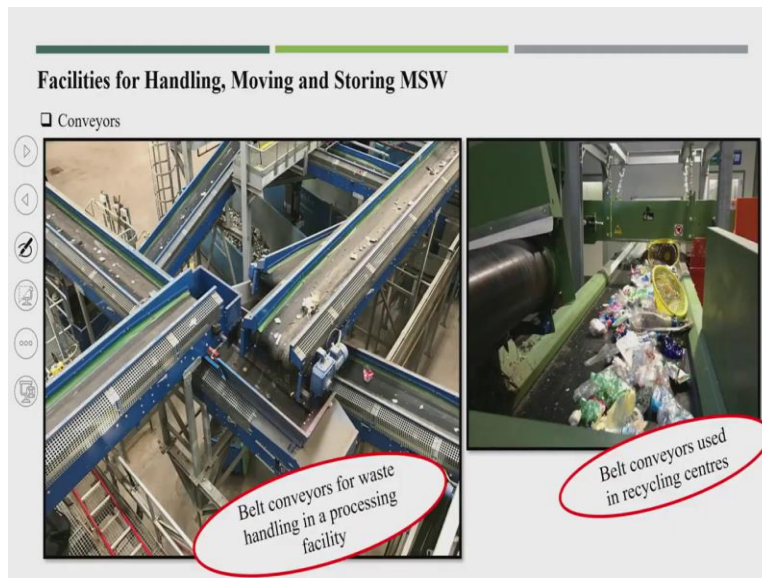 Facilities for Handling, Moving and Storing MSW
❑ Conveyors
Belt conveyors for waste
handling in a processing
facility
Belt conveyors used
in recycling centres